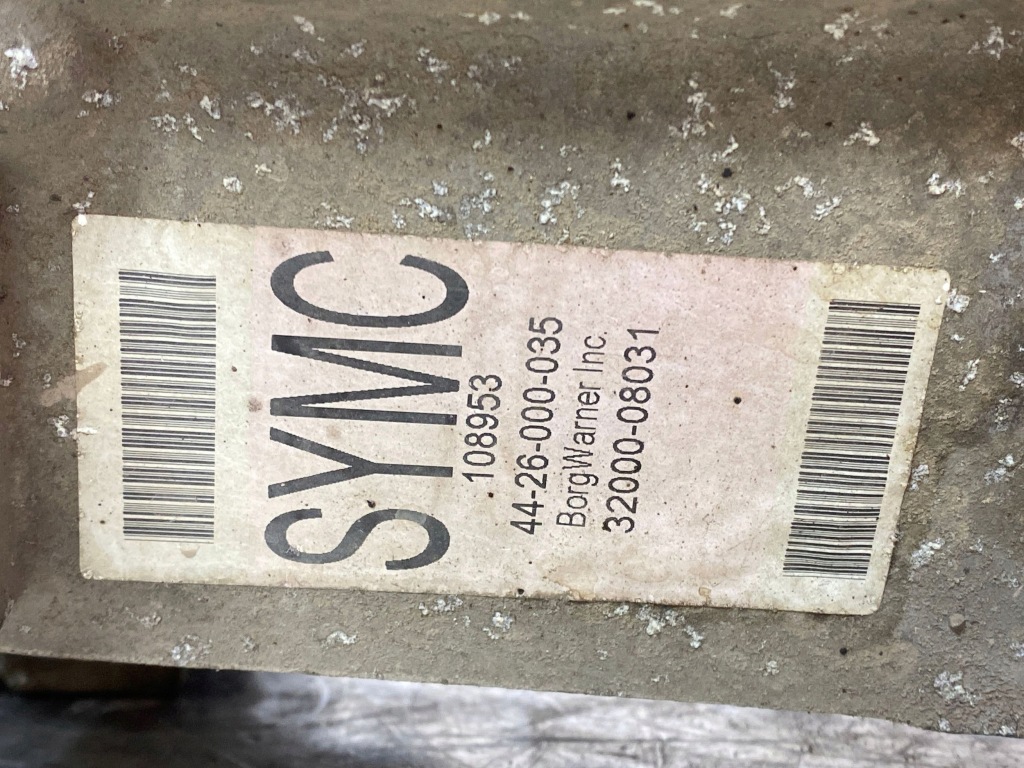 SYMC
108953
44-26-000-035
BorgWarner Inc.
32000-08031